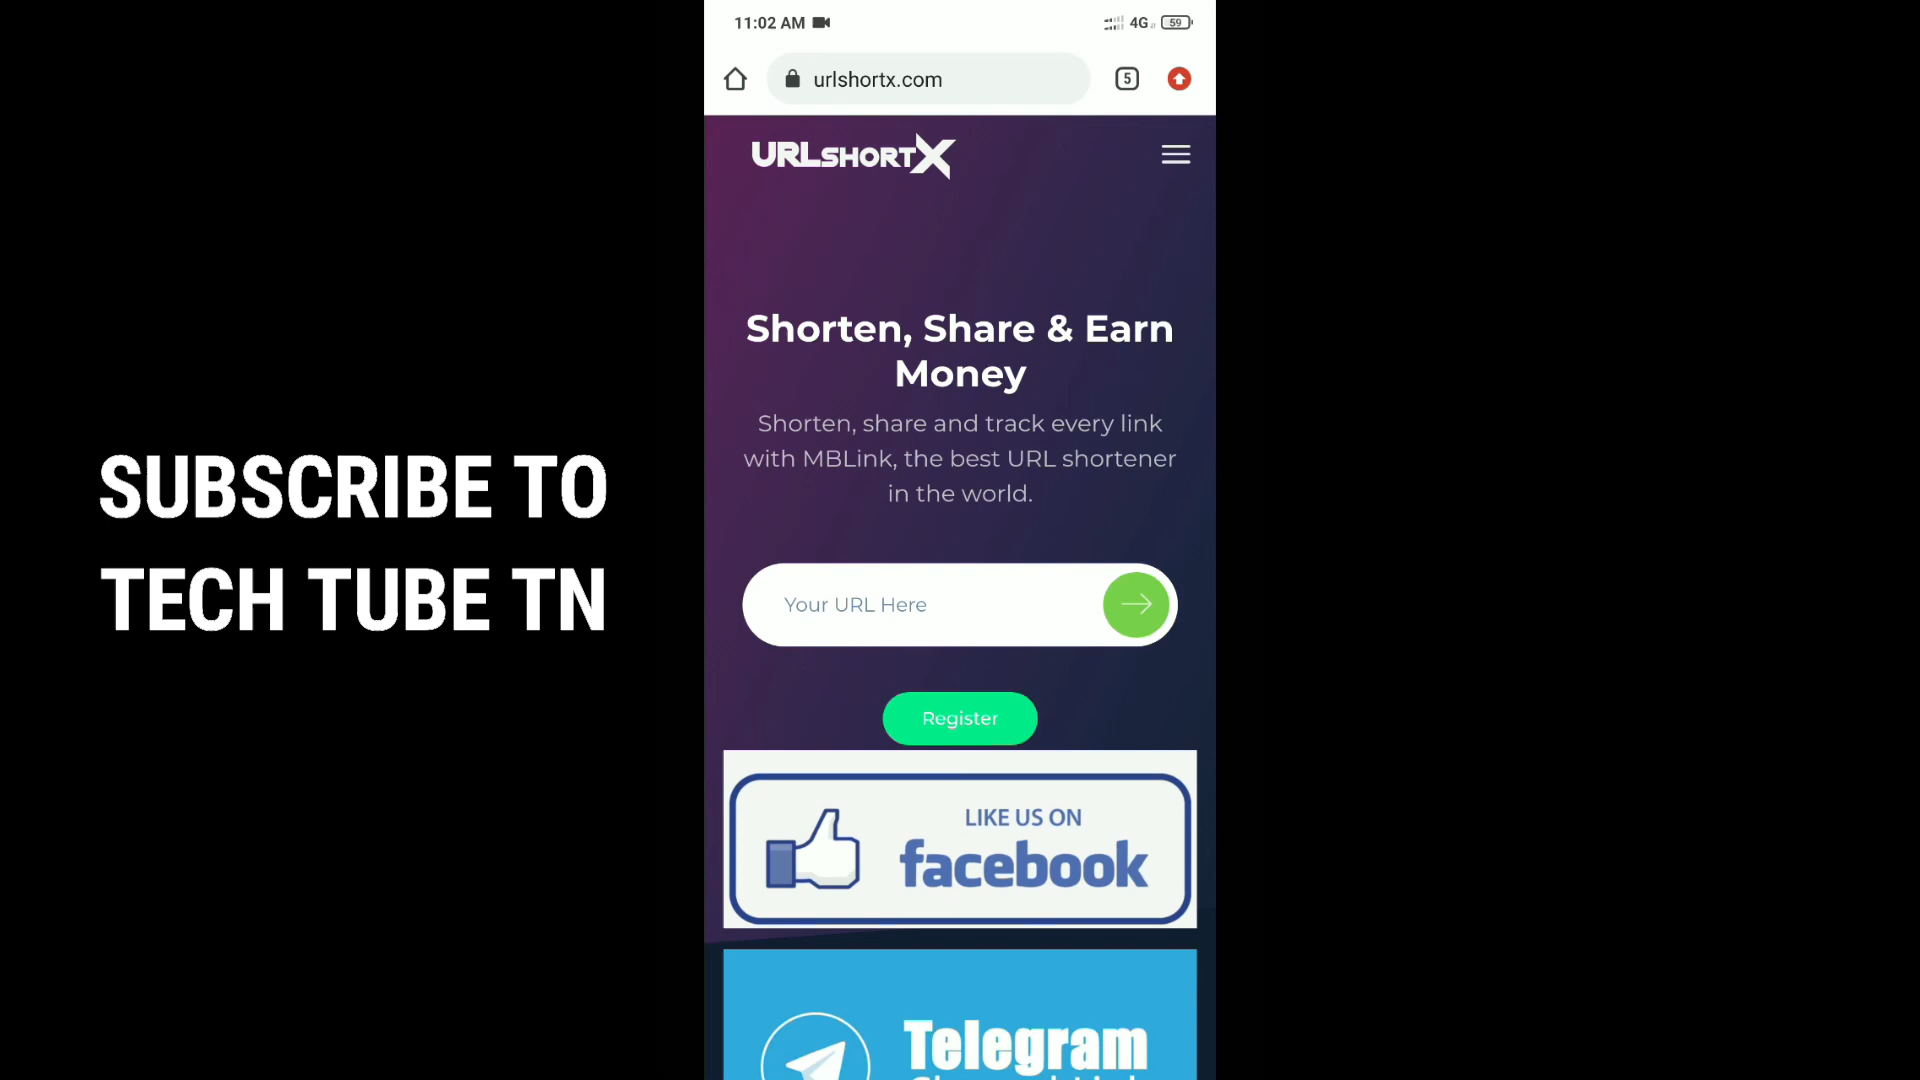 11:02 AM
4G 59
urlshortx.com
5
URLSHORTX
Shorten, Share & Earn
Money
Shorten, share and track every link
with MBLink, the best URL shortener
in the world.
Your URL Here
Register
LIKE US ON
facebook
Telegram
SUBSCRIBE TO
TECH TUBE TN